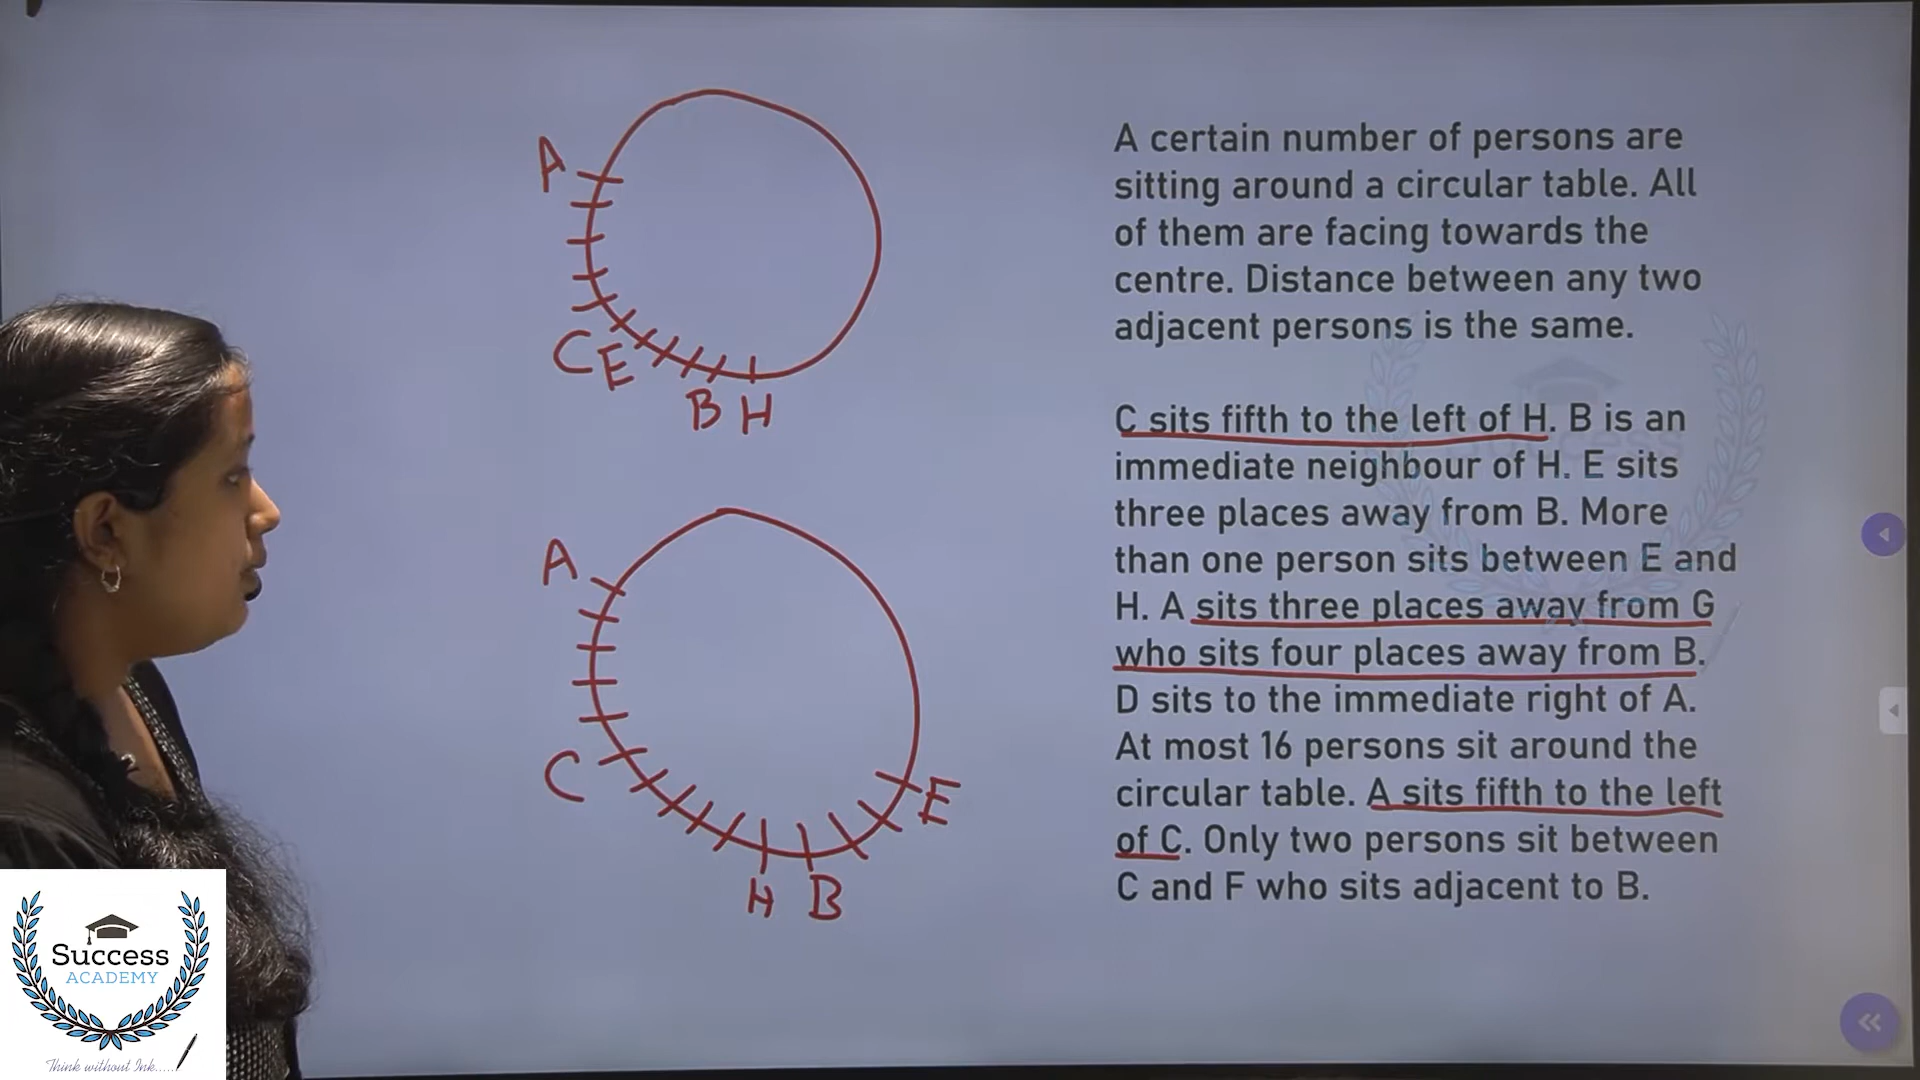 A certain number of persons are
sitting around a circular table. All
of them are facing towards the
centre. Distance between any two
adjacent persons is the same.
C sits fifth to the left of H. B is an
immediate neighbour of H. E sits
three places away from B. More
than one person sits between E and
H. A sits three places away from G
who sits four places away from B.
D sits to the immediate right of A.
At most 16 persons sit around the
circular table. A sits fifth to the left
of C. Only two persons sit between
C and F who sits adjacent to B.
A
C E
B H
A
C
E
H B
Success
ACADEMY
Think without Ink.....